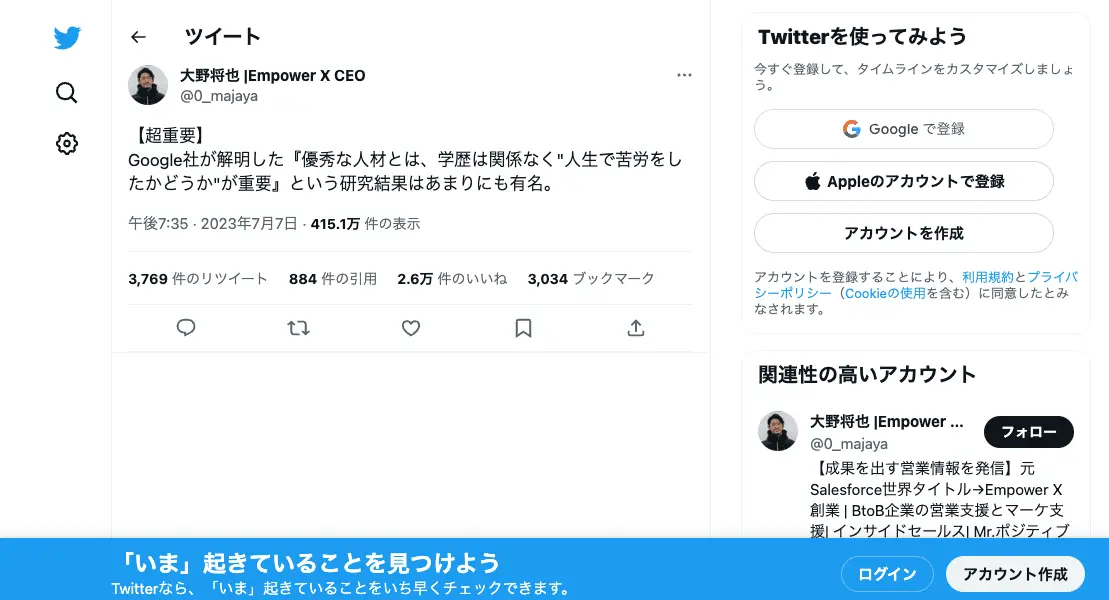 ツイート
大野将也 |Empower X CEO
@0_majaya
【超重要】
Google社が解明した『優秀な人材とは、学歴は関係なく"人生で苦労をし
たかどうか"が重要』という研究結果はあまりにも有名。
午後7:35 · 2023年7月7日 · 415.1万 件の表示
3,769 件のリツイート 884 件の引用 2.6万 件のいいね 3,034 ブックマーク
Twitterを使ってみよう
今すぐ登録して、タイムラインをカスタマイズしましょ
う。
Google で登録
Appleのアカウントで登録
アカウントを作成
アカウントを登録することにより、利用規約とプライバ
シーポリシー（Cookieの使用を含む）に同意したとみ
なされます。
関連性の高いアカウント
大野将也 |Empower ...
フォロー
@0_majaya
【成果を出す営業情報を発信】元
Salesforce世界タイトル→Empower X
創業 | BtoB企業の営業支援とマーケ支
援| インサイドセールス| Mr.ポジティブ
「いま」起きていることを見つけよう
Twitterなら、「いま」起きていることをいち早くチェックできます。
ログイン
アカウント作成